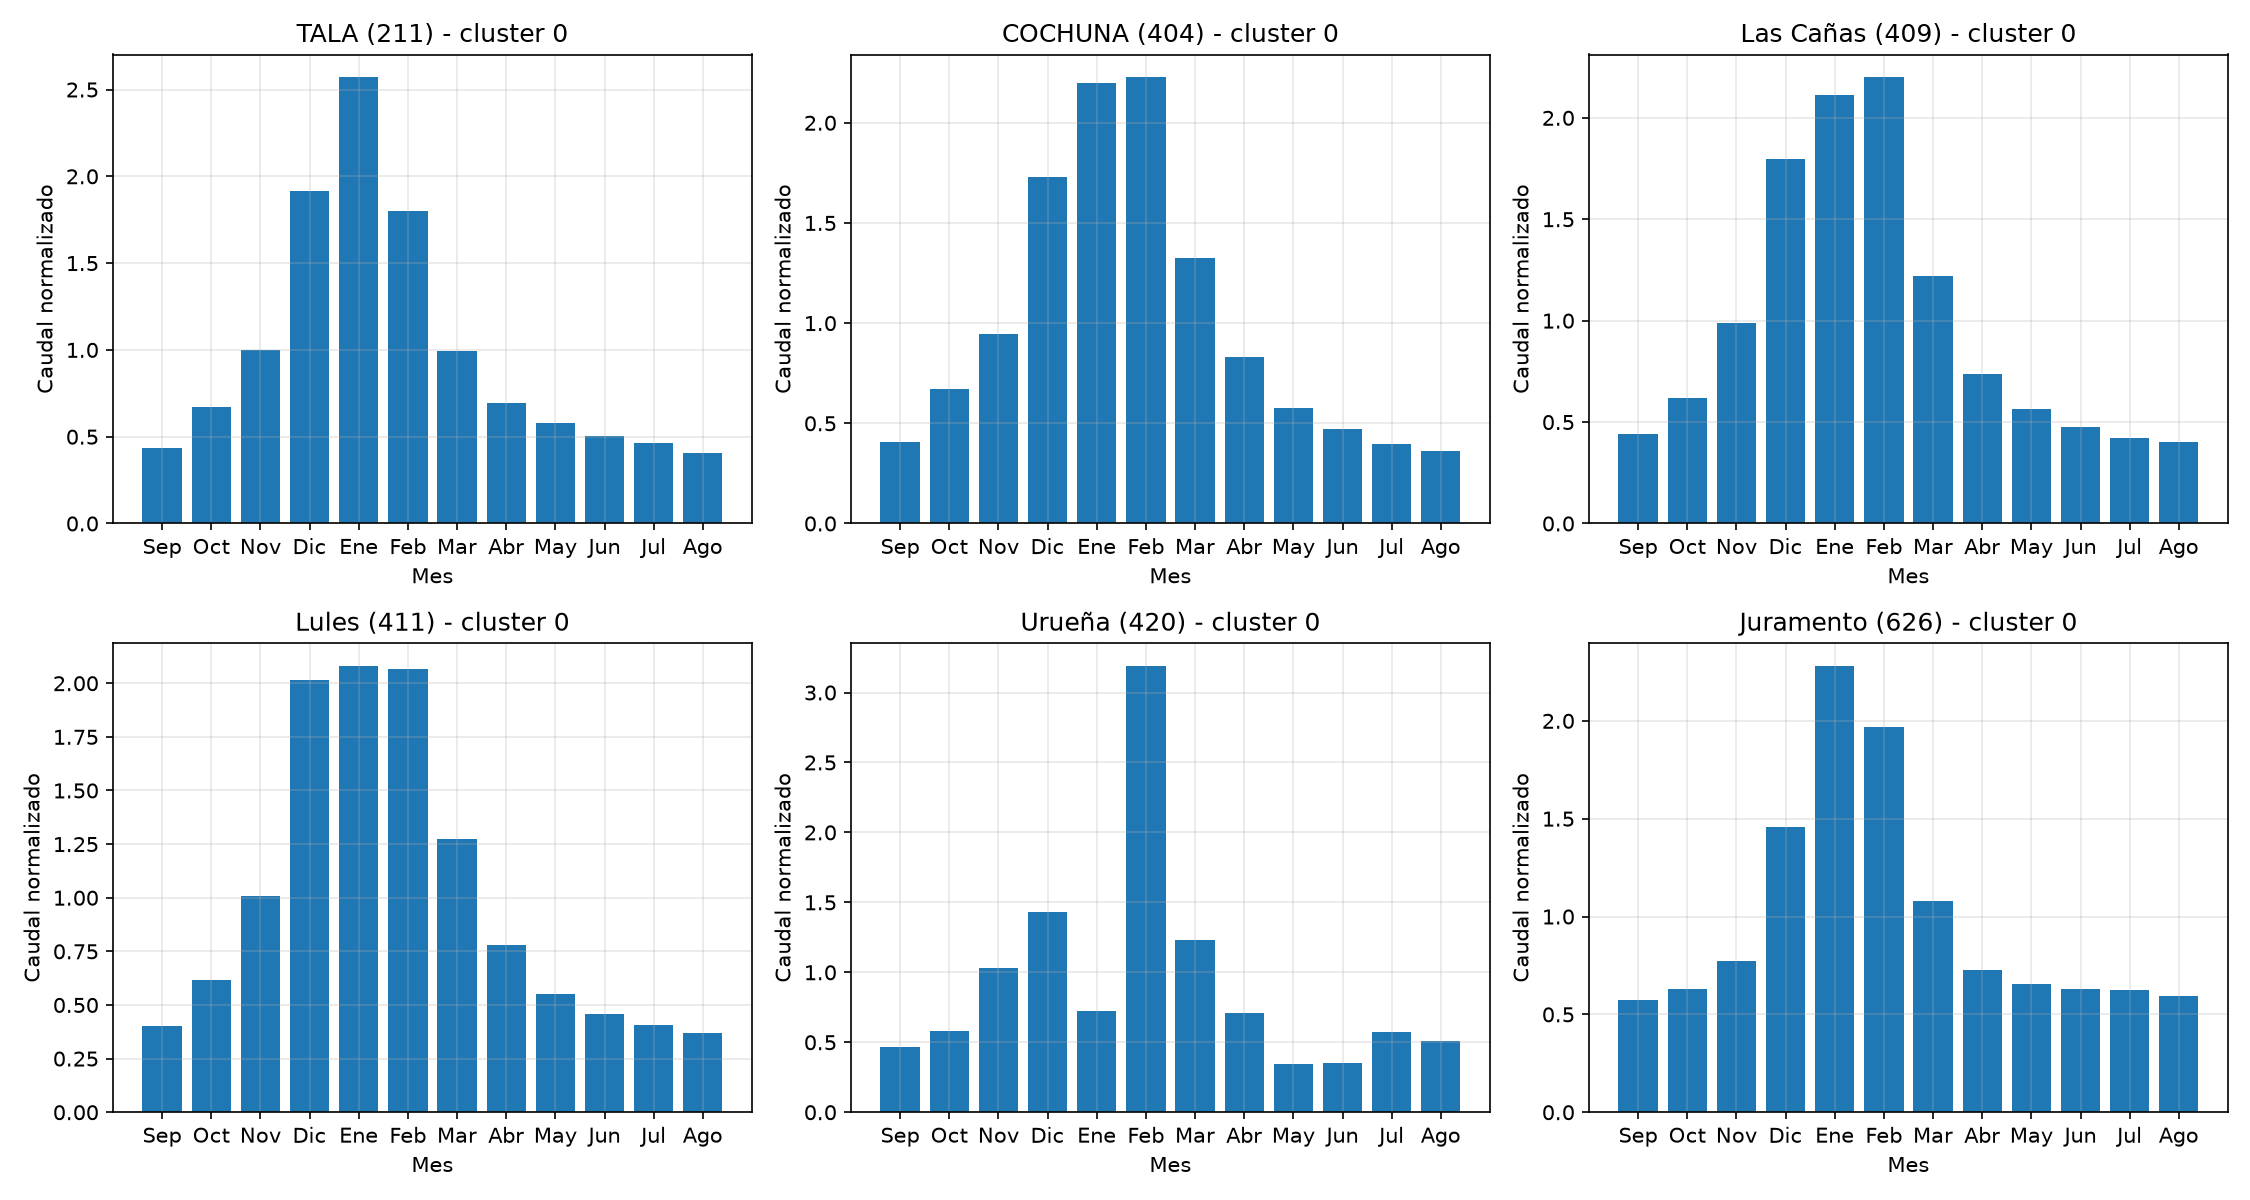 TALA (211) - cluster 0
Caudal normalizado
2.5
2.0
1.5
1.0
0.5
0.0
Sep Oct Nov Dic Ene Feb Mar Abr May Jun Jul Ago
Mes
COCHUNA (404) - cluster 0
Caudal normalizado
2.0
1.5
1.0
0.5
0.0
Sep Oct Nov Dic Ene Feb Mar Abr May Jun Jul Ago
Mes
Las Cañas (409) - cluster 0
Caudal normalizado
2.0
1.5
1.0
0.5
0.0
Sep Oct Nov Dic Ene Feb Mar Abr May Jun Jul Ago
Mes
Lules (411) - cluster 0
Caudal normalizado
2.00
1.75
1.50
1.25
1.00
0.75
0.50
0.25
0.00
Sep Oct Nov Dic Ene Feb Mar Abr May Jun Jul Ago
Mes
Urueña (420) - cluster 0
Caudal normalizado
3.0
2.5
2.0
1.5
1.0
0.5
0.0
Sep Oct Nov Dic Ene Feb Mar Abr May Jun Jul Ago
Mes
Juramento (626) - cluster 0
Caudal normalizado
2.0
1.5
1.0
0.5
0.0
Sep Oct Nov Dic Ene Feb Mar Abr May Jun Jul Ago
Mes